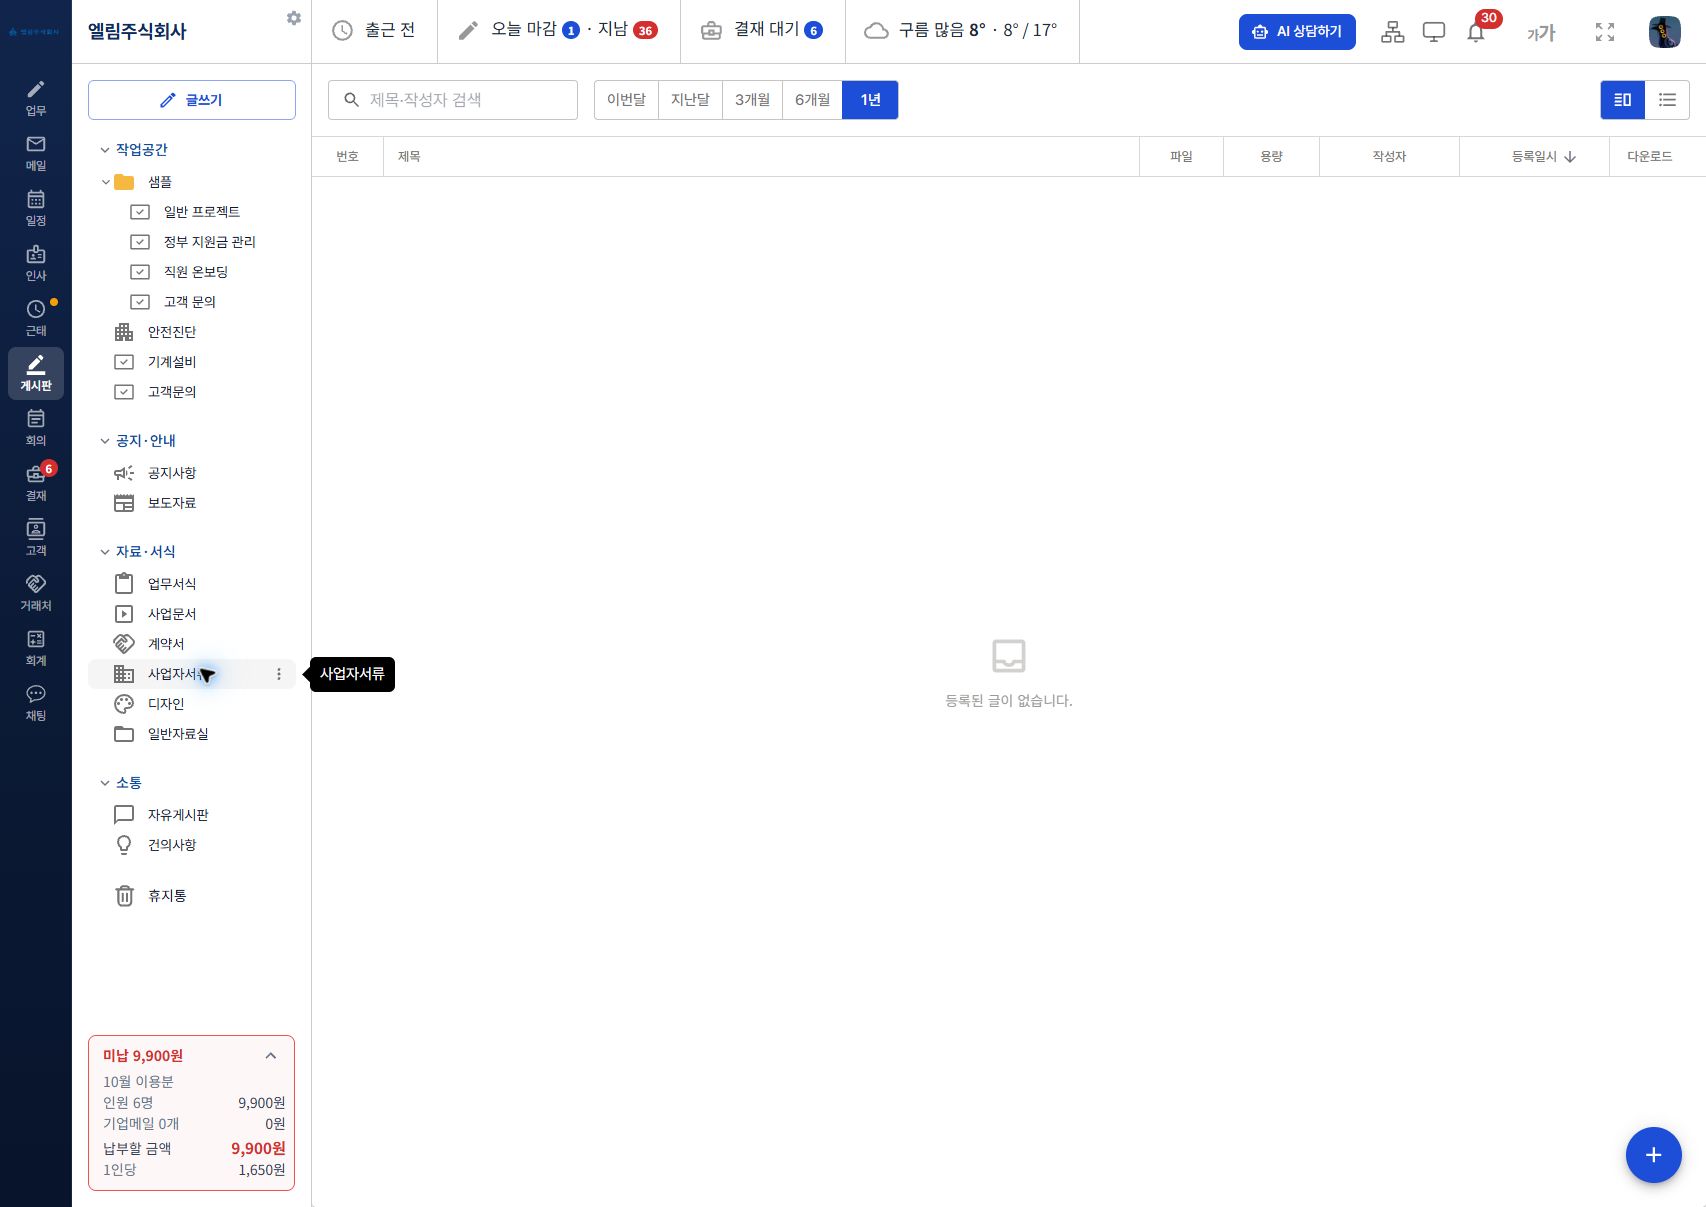 엘림주식회사
엘림주식회사
출근 전
오늘 마감 1 · 지남 36
결재 대기 6
구름 많음 8° · 8° / 17°
AI 상담하기
30
가가
업무
메일
일정
인사
근태
게시판
회의
6
결재
고객
거래처
회계
채팅
글쓰기
작업공간
샘플
일반 프로젝트
정부 지원금 관리
직원 온보딩
고객 문의
안전진단
기계설비
고객문의
공지·안내
공지사항
보도자료
자료·서식
업무서식
사업문서
계약서
사업자서류
사업자서류
디자인
일반자료실
소통
자유게시판
건의사항
휴지통
미납 9,900원
10월 이용분
인원 6명 9,900원
기업메일 0개 0원
납부할 금액 9,900원
1인당 1,650원
제목·작성자 검색
이번달 지난달 3개월 6개월 1년
번호 제목 파일 용량 작성자 등록일시 다운로드
등록된 글이 없습니다.